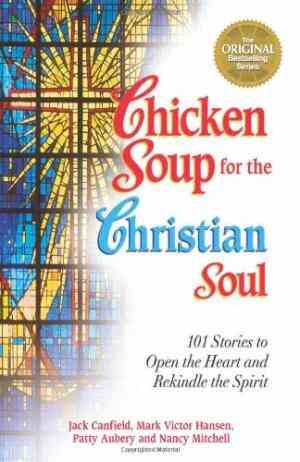 The
ORIGINAL
Bestselling
Series
Chicken
Soup for the
Christian
Soul
101 Stories to
Open the Heart and
Rekindle the Spirit
Jack Canfield, Mark Victor Hansen,
Patty Aubery and Nancy Mitchell